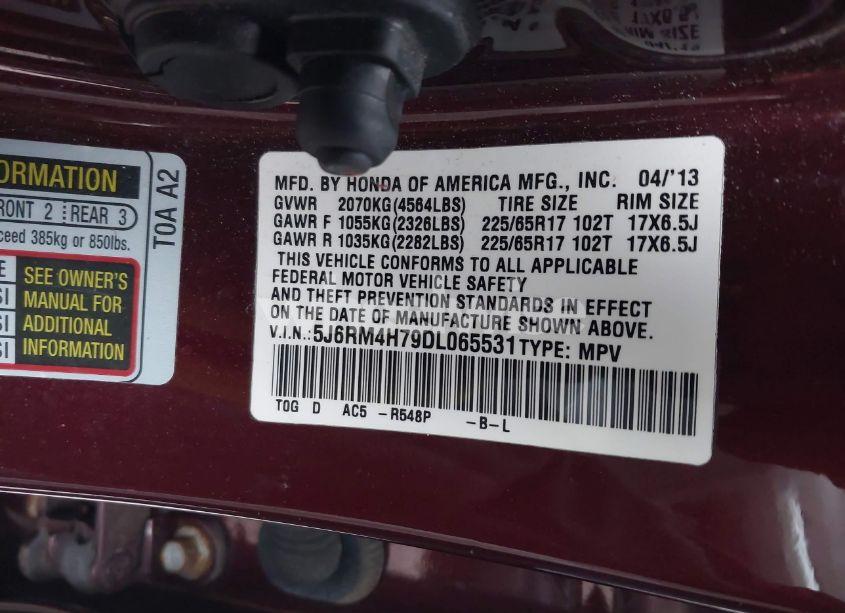 ORMATION
FRONT 2 REAR 3
ceed 385kg or 850lbs.
SEE OWNER'S
MANUAL FOR
ADDITIONAL
INFORMATION
T0A A2
MFD. BY HONDA OF AMERICA MFG., INC. 04/'13
GVWR 2070KG(4564LBS) TIRE SIZE RIM SIZE
GAWR F 1055KG(2326LBS) 225/65R17 102T 17X6.5J
GAWR R 1035KG(2282LBS) 225/65R17 102T 17X6.5J
THIS VEHICLE CONFORMS TO ALL APPLICABLE
FEDERAL MOTOR VEHICLE SAFETY
AND THEFT PREVENTION STANDARDS IN EFFECT
ON THE DATE OF MANUFACTURE SHOWN ABOVE.
V.I.N.:5J6RM4H79DL065531 TYPE: MPV
TOG D AC5 -R548P -B-L